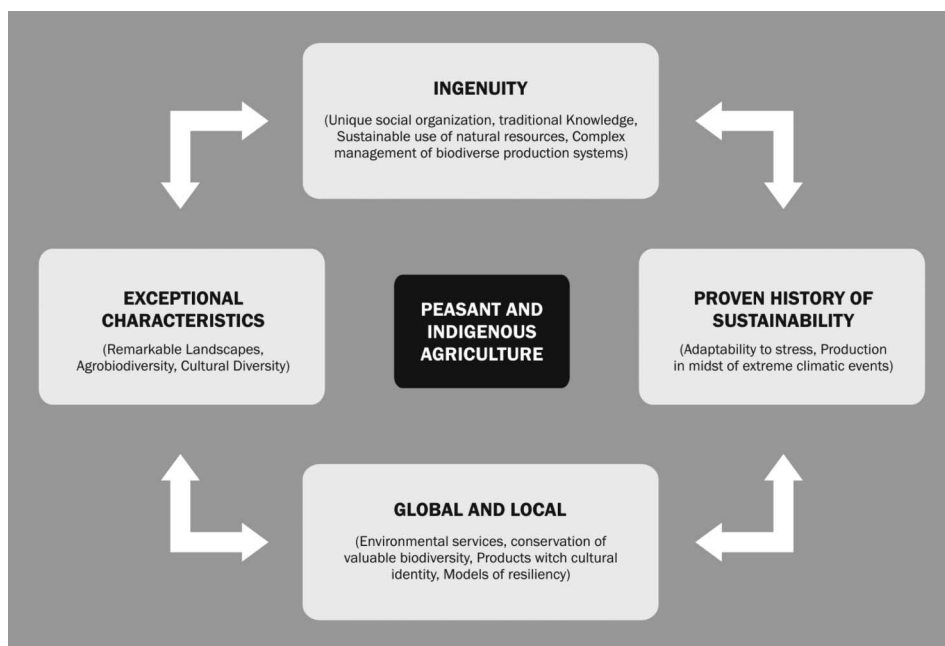 INGENUITY
(Unique social organization, traditional Knowledge,
Sustainable use of natural resources, Complex
management of biodiverse production systems)
EXCEPTIONAL
CHARACTERISTICS
(Remarkable Landscapes,
Agrobiodiversity, Cultural Diversity)
PEASANT AND
INDIGENOUS
AGRICULTURE
PROVEN HISTORY OF
SUSTAINABILITY
(Adaptability to stress, Production
in midst of extreme climatic events)
GLOBAL AND LOCAL
(Environmental services, conservation of
valuable biodiversity, Products witch cultural
identity, Models of resiliency)